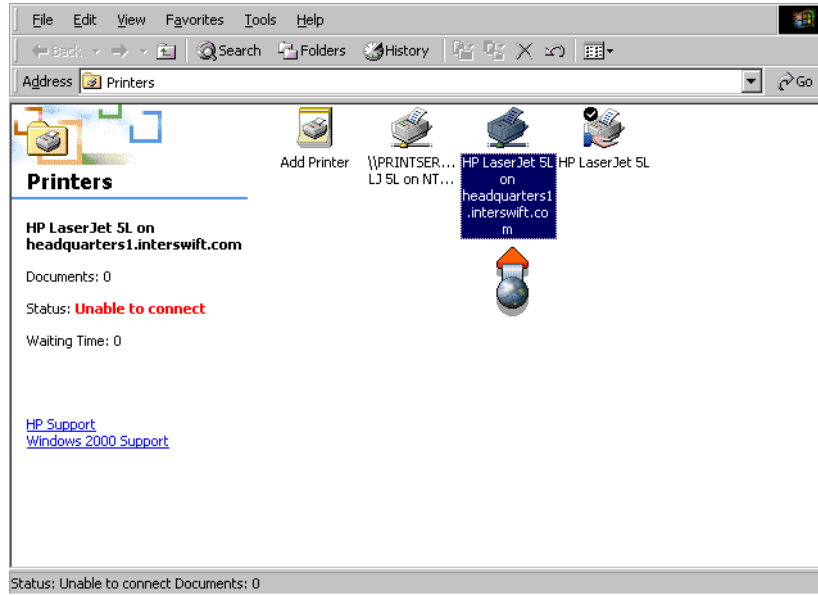 File Edit View Favorites Tools Help
Back Search Folders History
Address Printers Go
Add Printer
\\PRINTSER...
LJ 5L on NT...
HP LaserJet 5L
on
headquarters1
.interswift.co
m
HP LaserJet 5L
Printers
HP LaserJet 5L on
headquarters1.interswift.com
Documents: 0
Status: Unable to connect
Waiting Time: 0
HP Support
Windows 2000 Support
Status: Unable to connect Documents: 0